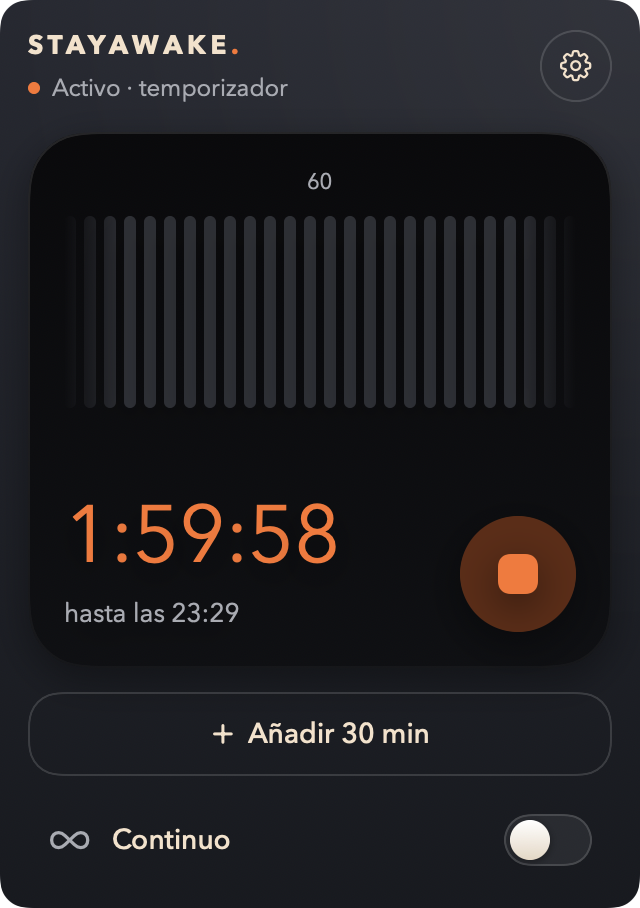 STAYAWAKE.
Activo · temporizador
60
1:59:58
hasta las 23:29
+ Añadir 30 min
Continuo